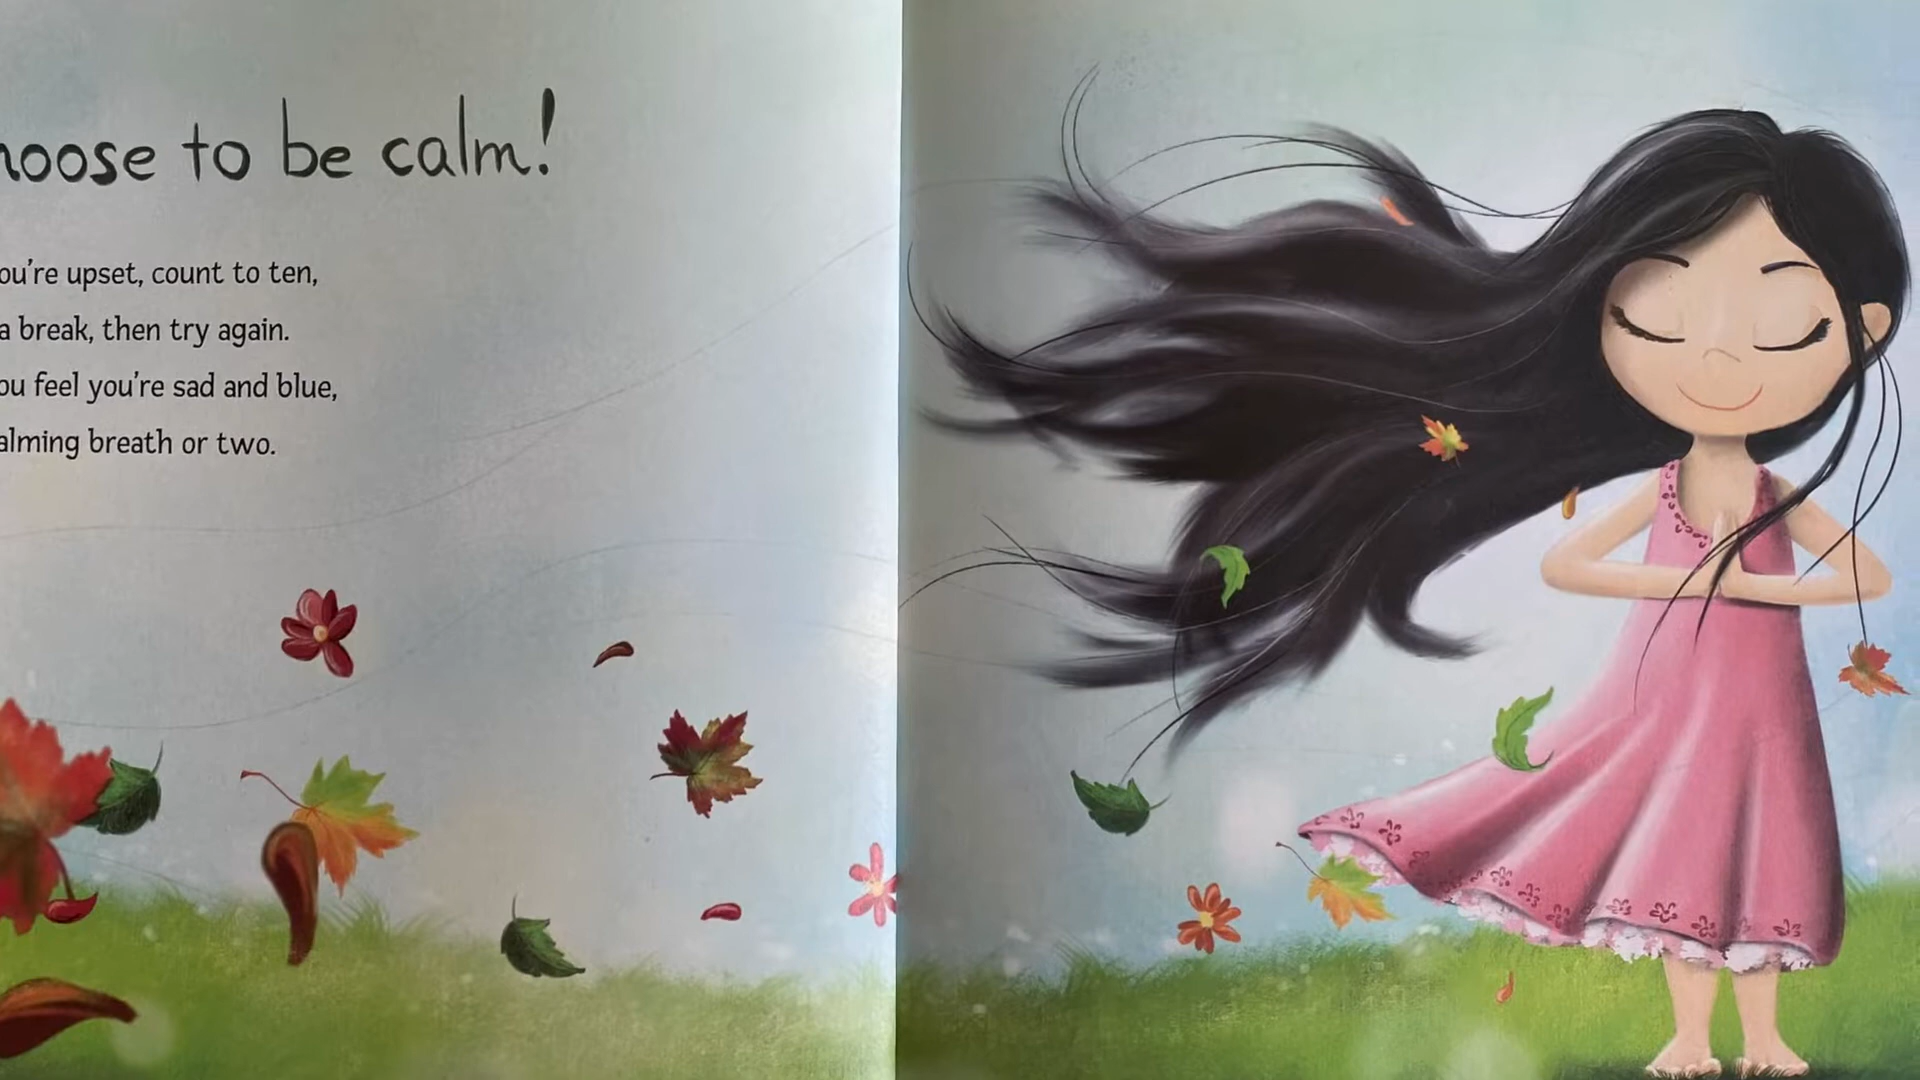 hoose to be calm!
ou're upset, count to ten,
a break, then try again.
ou feel you're sad and blue,
alming breath or two.